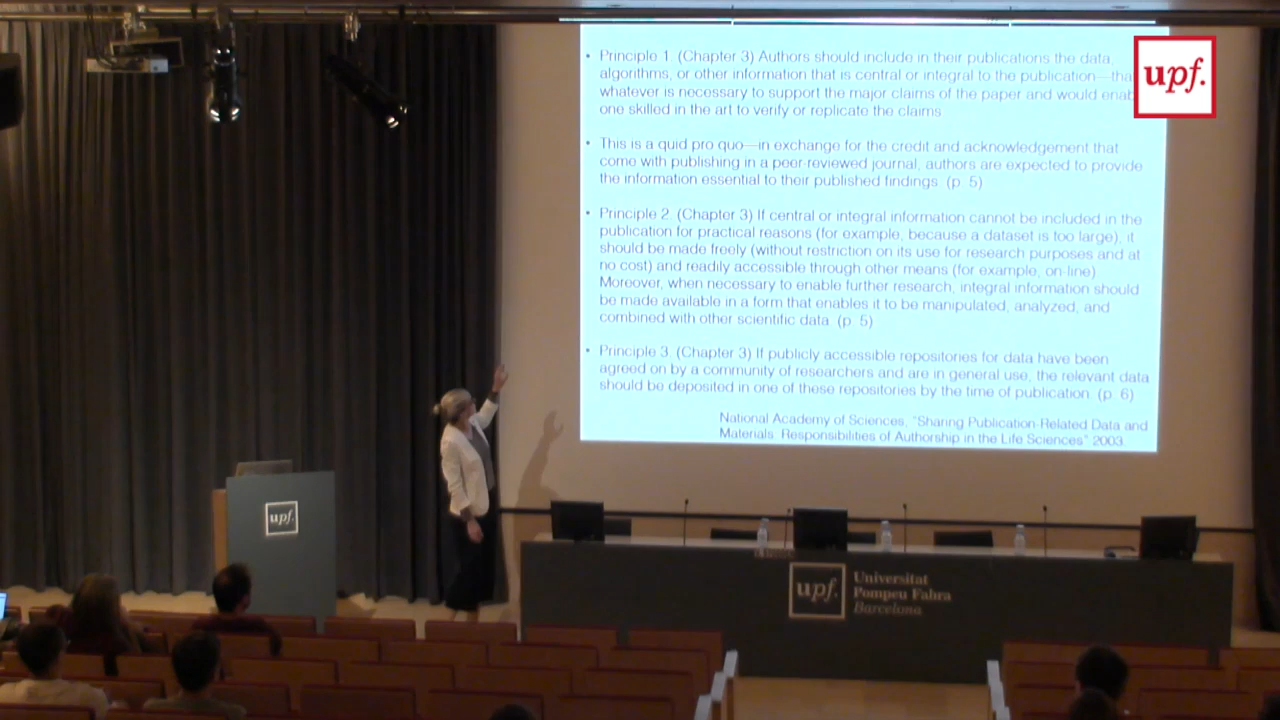 • Principle 1. (Chapter 3) Authors should include in their publications the data,
algorithms, or other information that is central or integral to the publication—tha
whatever is necessary to support the major claims of the paper and would enab
one skilled in the art to verify or replicate the claims.
• This is a quid pro quo—in exchange for the credit and acknowledgement that
come with publishing in a peer-reviewed journal, authors are expected to provide
the information essential to their published findings. (p. 5)
• Principle 2. (Chapter 3) If central or integral information cannot be included in the
publication for practical reasons (for example, because a dataset is too large), it
should be made freely (without restriction on its use for research purposes and at
no cost) and readily accessible through other means (for example, on-line).
Moreover, when necessary to enable further research, integral information should
be made available in a form that enables it to be manipulated, analyzed, and
combined with other scientific data. (p. 5)
• Principle 3. (Chapter 3) If publicly accessible repositories for data have been
agreed on by a community of researchers and are in general use, the relevant data
should be deposited in one of these repositories by the time of publication. (p. 6)
National Academy of Sciences, "Sharing Publication-Related Data and
Materials: Responsibilities of Authorship in the Life Sciences" 2003.
upf.
upf.
upf.
Universitat
Pompeu Fabra
Barcelona